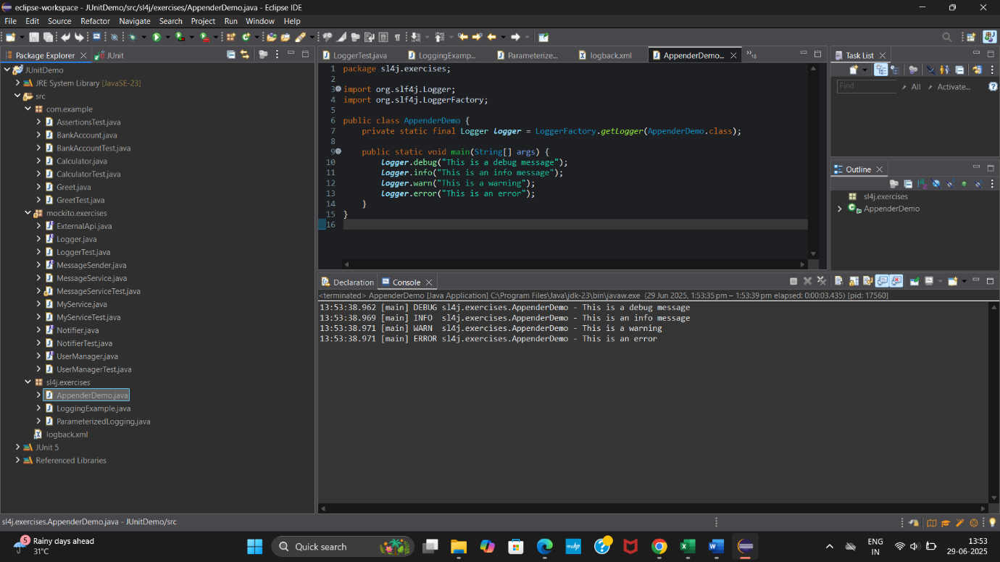 eclipse-workspace - JUnitDemo/src/sl4j/exercises/AppenderDemo.java - Eclipse IDE
File Edit Source Refactor Navigate Search Project Run Window Help
Package Explorer JUnit
JUnitDemo
JRE System Library [JavaSE-23]
src
com.example
AssertionsTest.java
BankAccount.java
BankAccountTest.java
Calculator.java
CalculatorTest.java
Greet.java
GreetTest.java
mockito.exercises
ExternalApi.java
Logger.java
LoggerTest.java
MessageSender.java
MessageService.java
MessageServiceTest.java
MyService.java
MyServiceTest.java
Notifier.java
NotifierTest.java
UserManager.java
UserManagerTest.java
sl4j.exercises
AppenderDemo.java
LoggingExample.java
ParameterizedLogging.java
logback.xml
JUnit 5
Referenced Libraries
LoggerTest.java LoggingExamp... Parameterize... logback.xml AppenderDemo... »18
1 package sl4j.exercises;
2
3 import org.slf4j.Logger;
4 import org.slf4j.LoggerFactory;
5
6 public class AppenderDemo {
7 private static final Logger logger = LoggerFactory.getLogger(AppenderDemo.class);
8
9 public static void main(String[] args) {
10 logger.debug("This is a debug message");
11 logger.info("This is an info message");
12 logger.warn("This is a warning");
13 logger.error("This is an error");
14 }
15 }
16
Task List
Find All Activate...
Outline
sl4j.exercises
AppenderDemo
Declaration Console
<terminated> AppenderDemo [Java Application] C:\Program Files\Java\jdk-23\bin\javaw.exe (29 Jun 2025, 1:53:35 pm – 1:53:39 pm elapsed: 0:00:03.435) [pid: 17560]
13:53:38.962 [main] DEBUG sl4j.exercises.AppenderDemo - This is a debug message
13:53:38.969 [main] INFO  sl4j.exercises.AppenderDemo - This is an info message
13:53:38.971 [main] WARN  sl4j.exercises.AppenderDemo - This is a warning
13:53:38.971 [main] ERROR sl4j.exercises.AppenderDemo - This is an error
sl4j.exercises.AppenderDemo.java - JUnitDemo/src
5
Rainy days ahead
31°C
Quick search
myhp
ENG
IN
13:53
29-06-2025